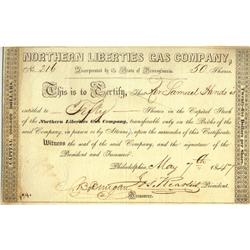 NORTHERN LIBERTIES GAS COMPANY,
No. 216 Incorporated by the State of Pennsylvania. 50 Shares.
This is to Certify, That Samuel Hinds is
entitled to Fifty Shares in the Capital Stock
of the Northern Liberties Gas Company, transferable only on the Books of the
said Company, in person or by Attorney, upon the surrender of this Certificate.
Witness the seal of the said Company, and the signatures of the
President and Treasurer.
Philadelphia, May 7th 1847
President.
Treasurer.